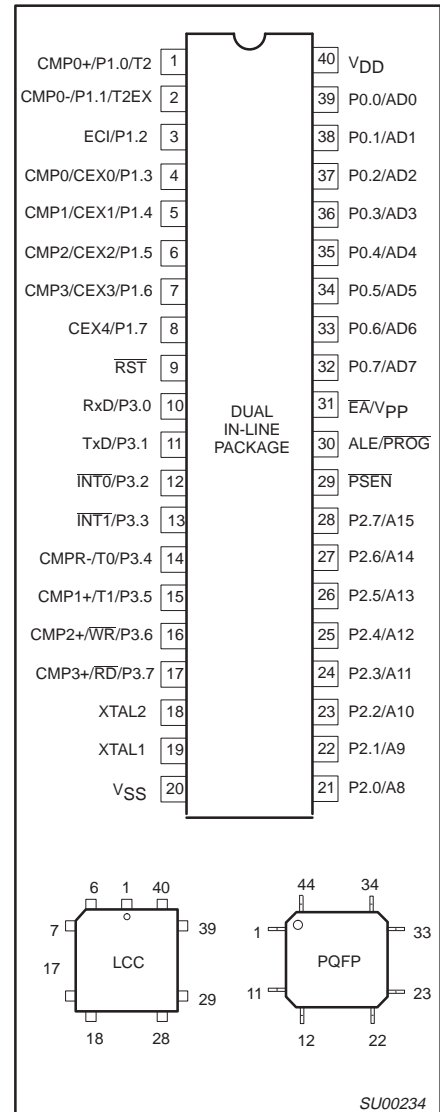 CMP0+/P1.0/T2 1 40 VDD
CMP0-/P1.1/T2EX 2 39 P0.0/AD0
ECI/P1.2 3 38 P0.1/AD1
CMP0/CEX0/P1.3 4 37 P0.2/AD2
CMP1/CEX1/P1.4 5 36 P0.3/AD3
CMP2/CEX2/P1.5 6 35 P0.4/AD4
CMP3/CEX3/P1.6 7 34 P0.5/AD5
CEX4/P1.7 8 33 P0.6/AD6
R̅S̅T̅ 9 32 P0.7/AD7
RxD/P3.0 10 31 E̅A̅/VPP
TxD/P3.1 11 30 ALE/P̅R̅O̅G̅
I̅N̅T̅0̅/P3.2 12 29 P̅S̅E̅N̅
I̅N̅T̅1̅/P3.3 13 28 P2.7/A15
CMPR-/T0/P3.4 14 27 P2.6/A14
CMP1+/T1/P3.5 15 26 P2.5/A13
CMP2+/W̅R̅/P3.6 16 25 P2.4/A12
CMP3+/R̅D̅/P3.7 17 24 P2.3/A11
XTAL2 18 23 P2.2/A10
XTAL1 19 22 P2.1/A9
VSS 20 21 P2.0/A8
DUAL
IN-LINE
PACKAGE
6 1 40
7 39
17 LCC
29
18 28
44 34
1 33
PQFP
11 23
12 22
SU00234